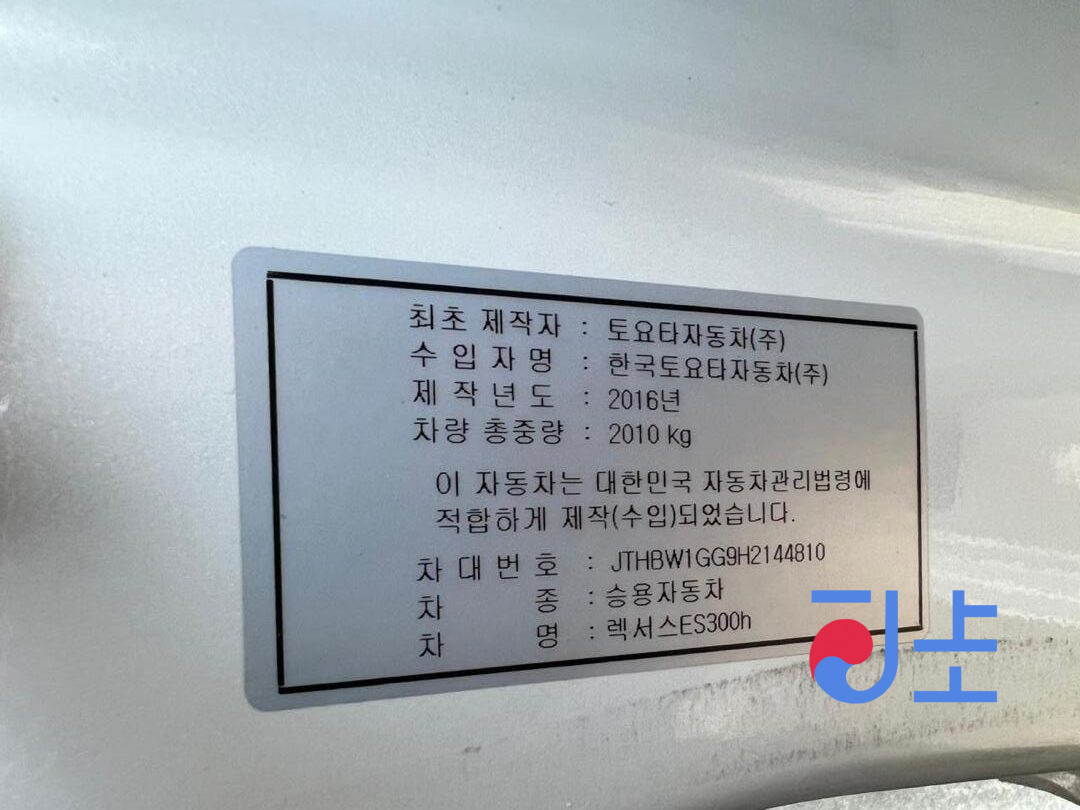 최초 제작자 : 토요타자동차(주)
수 입 자 명 : 한국토요타자동차(주)
제 작 년 도 : 2016년
차량 총중량 : 2010 kg
이 자동차는 대한민국 자동차관리법령에
적합하게 제작(수입)되었습니다.
차 대 번 호 : JTHBW1GG9H2144810
차 종 : 승용자동차
차 명 : 렉서스ES300h